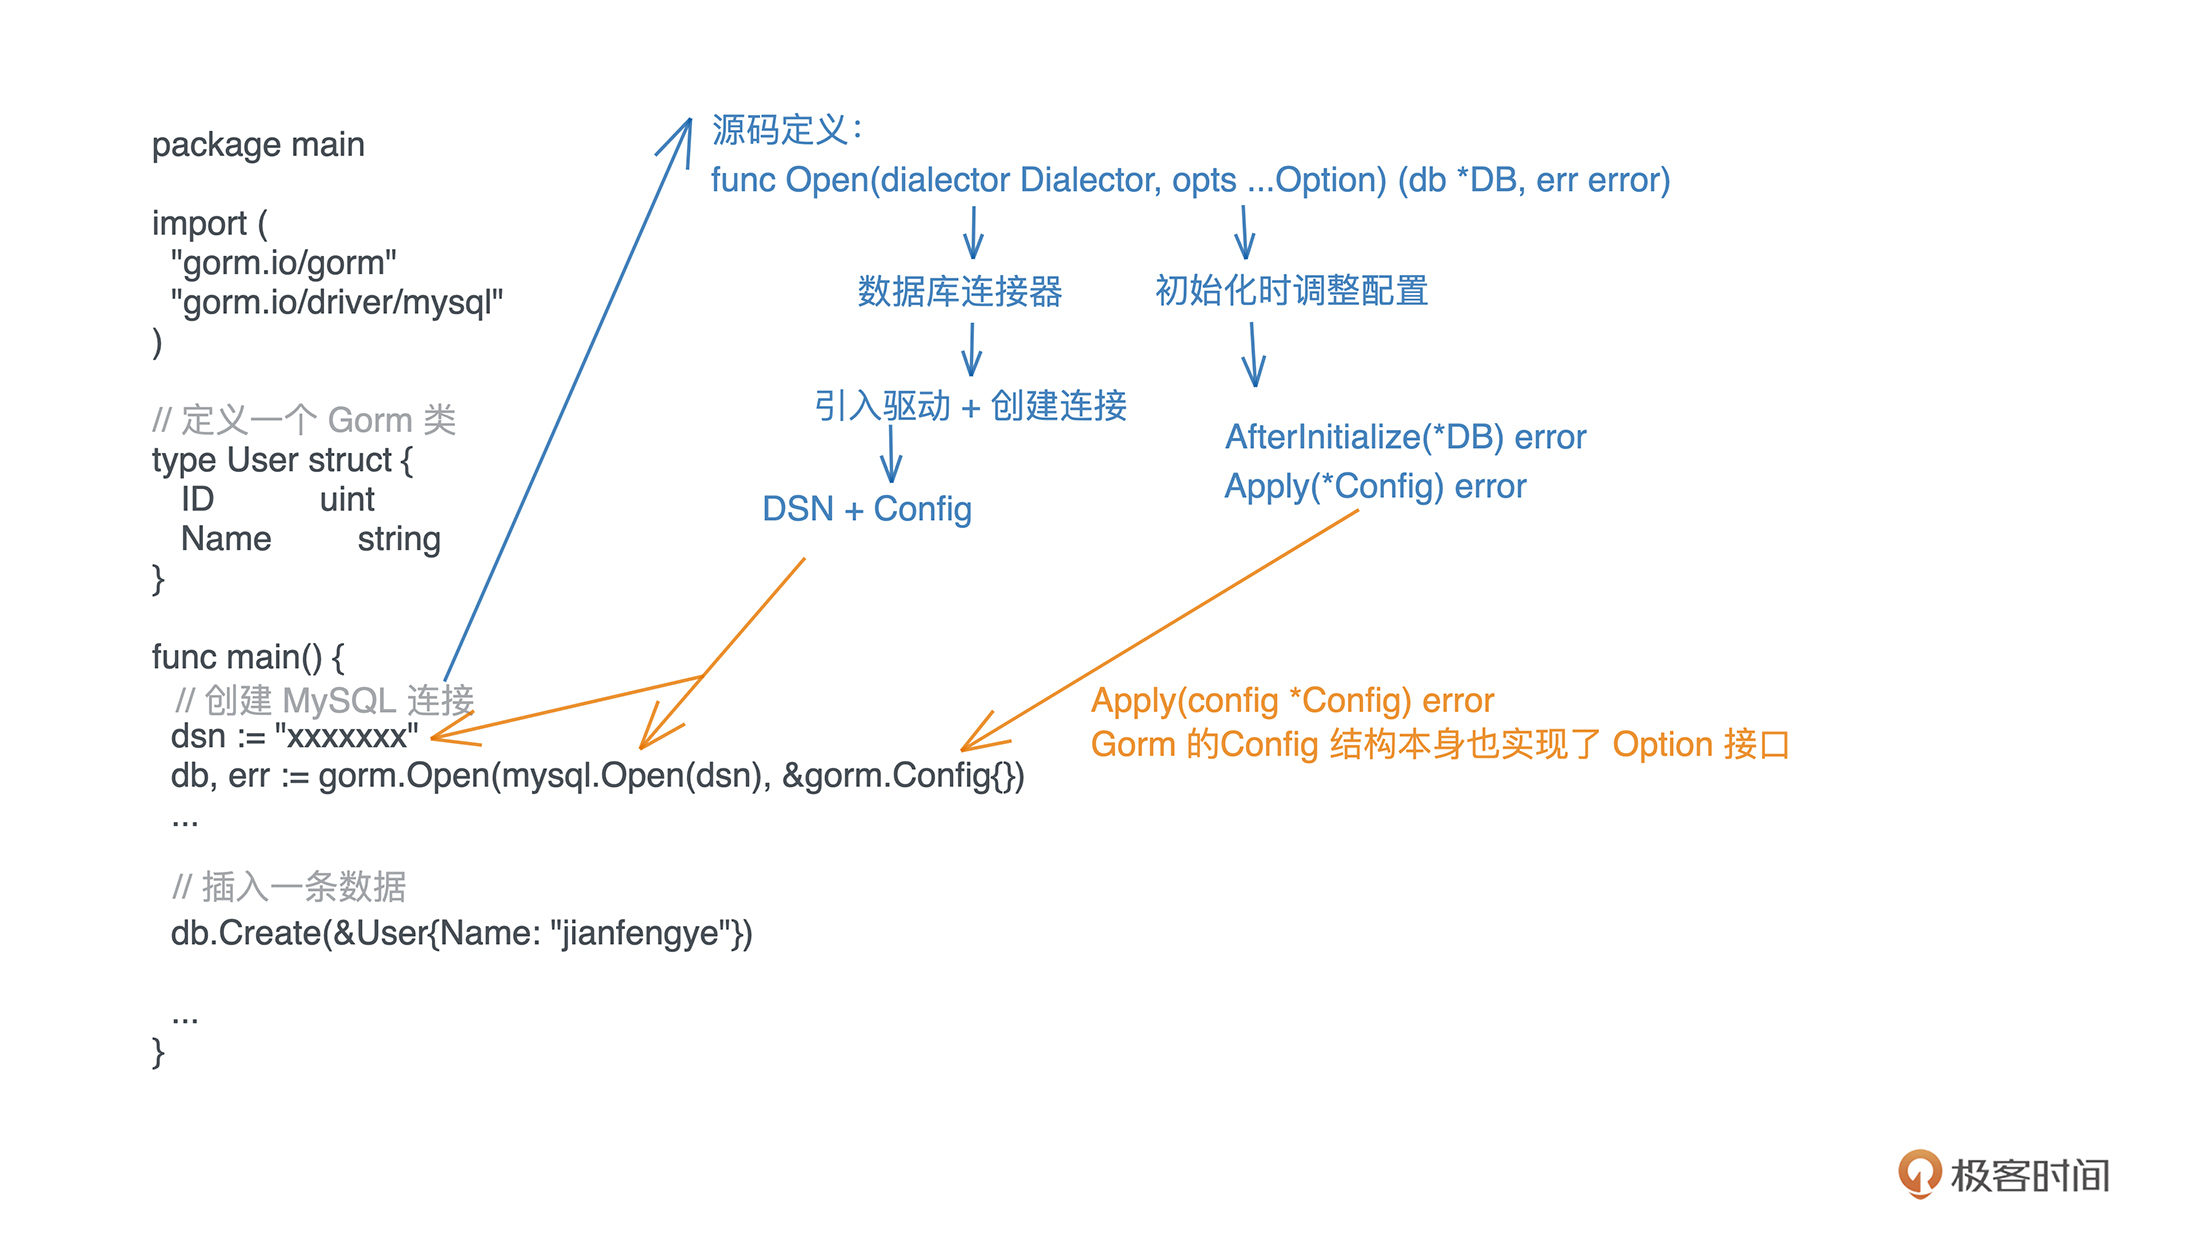 package main
import (
"gorm.io/gorm"
"gorm.io/driver/mysql"
)
// 定义一个 Gorm 类
type User struct {
ID uint
Name string
}
func main() {
// 创建 MySQL 连接
dsn := "xxxxxxx"
db, err := gorm.Open(mysql.Open(dsn), &gorm.Config{})
...
// 插入一条数据
db.Create(&User{Name: "jianfengye"})
...
}
源码定义：
func Open(dialector Dialector, opts ...Option) (db *DB, err error)
数据库连接器
初始化时调整配置
引入驱动 + 创建连接
DSN + Config
AfterInitialize(*DB) error
Apply(*Config) error
Apply(config *Config) error
Gorm 的Config 结构本身也实现了 Option 接口
极客时间